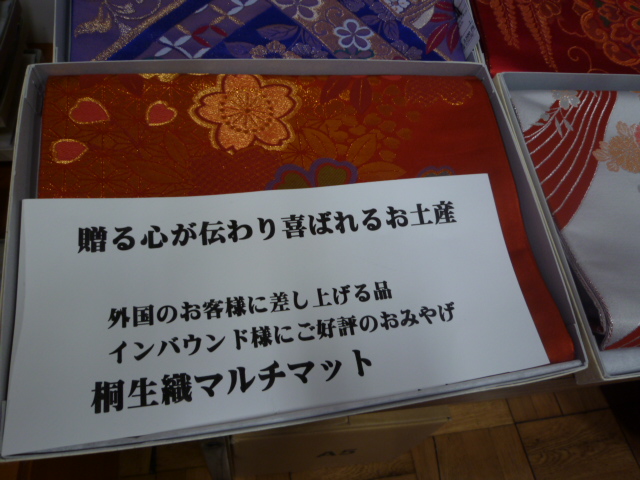 贈る心が伝わり喜ばれるお土産
外国のお客様に差し上げる品
インバウンド様にご好評のおみやげ
桐生織マルチマット
A5